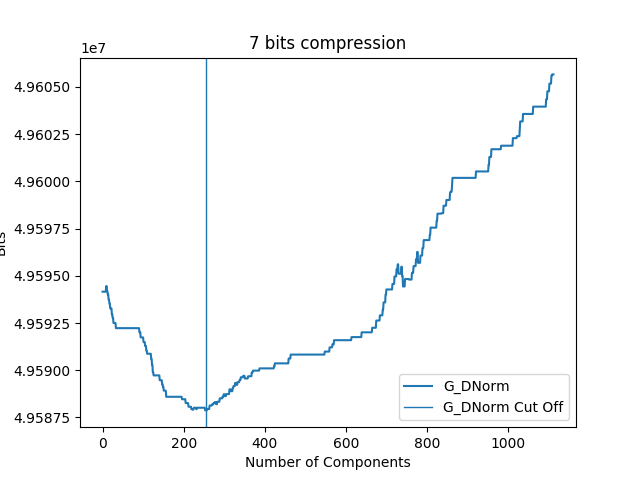 7 bits compression
1e7
4.96050
4.96025
4.96000
4.95975
4.95950
4.95925
4.95900
4.95875
Bits
0 200 400 600 800 1000
Number of Components
G_DNorm
G_DNorm Cut Off